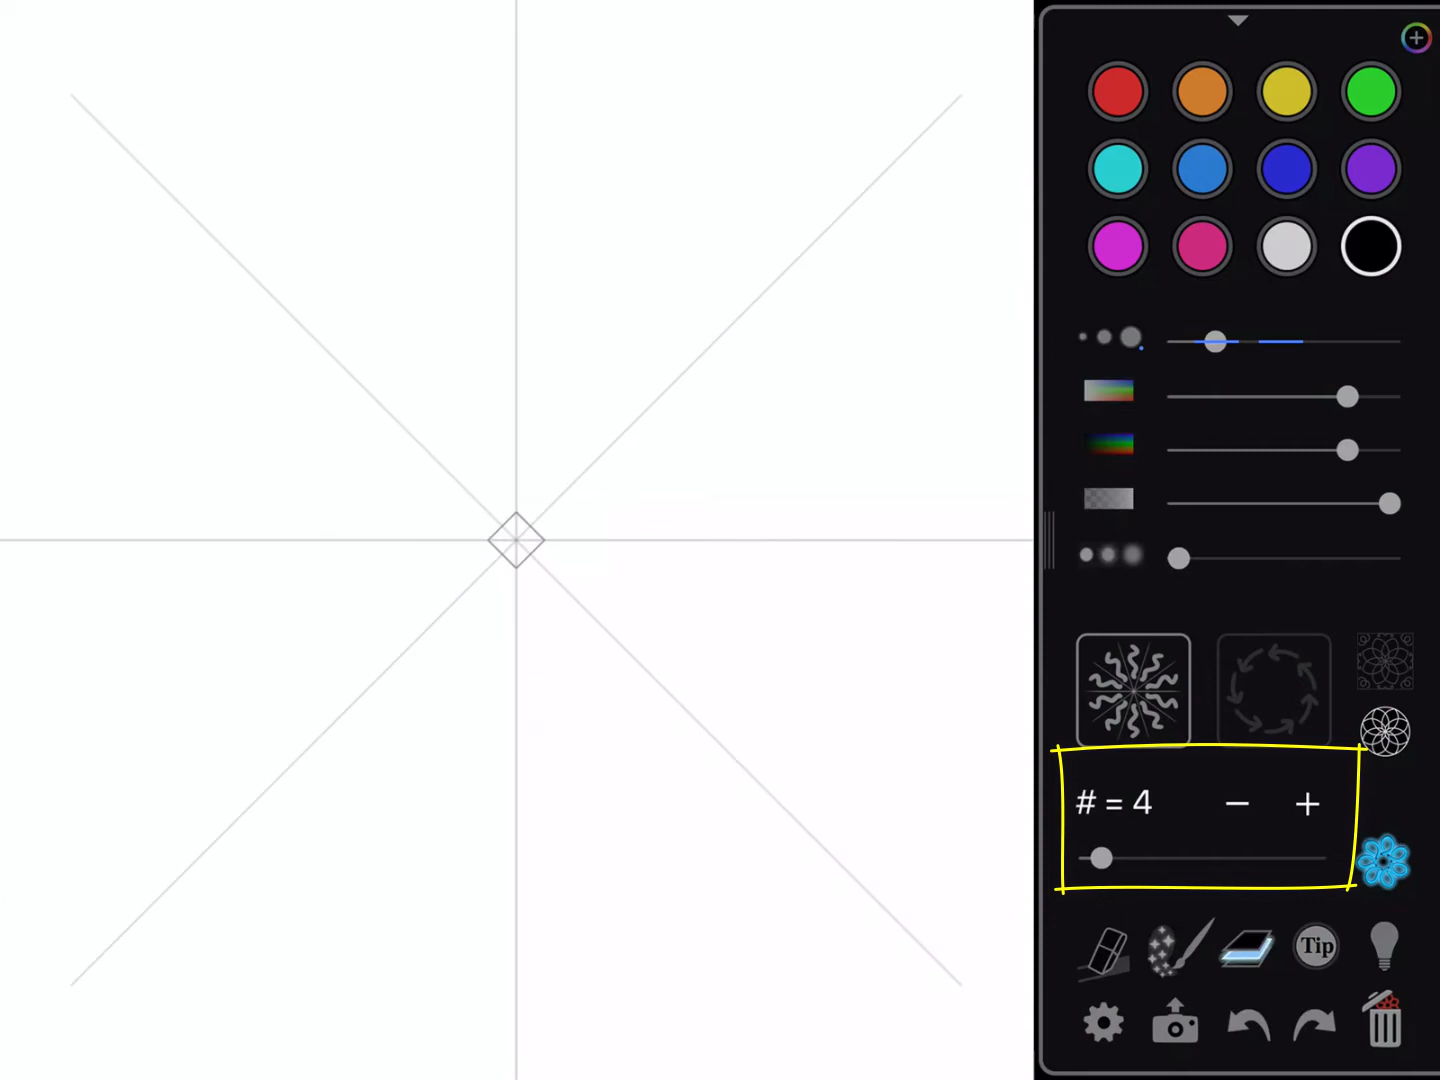 # = 4 − +
Tip